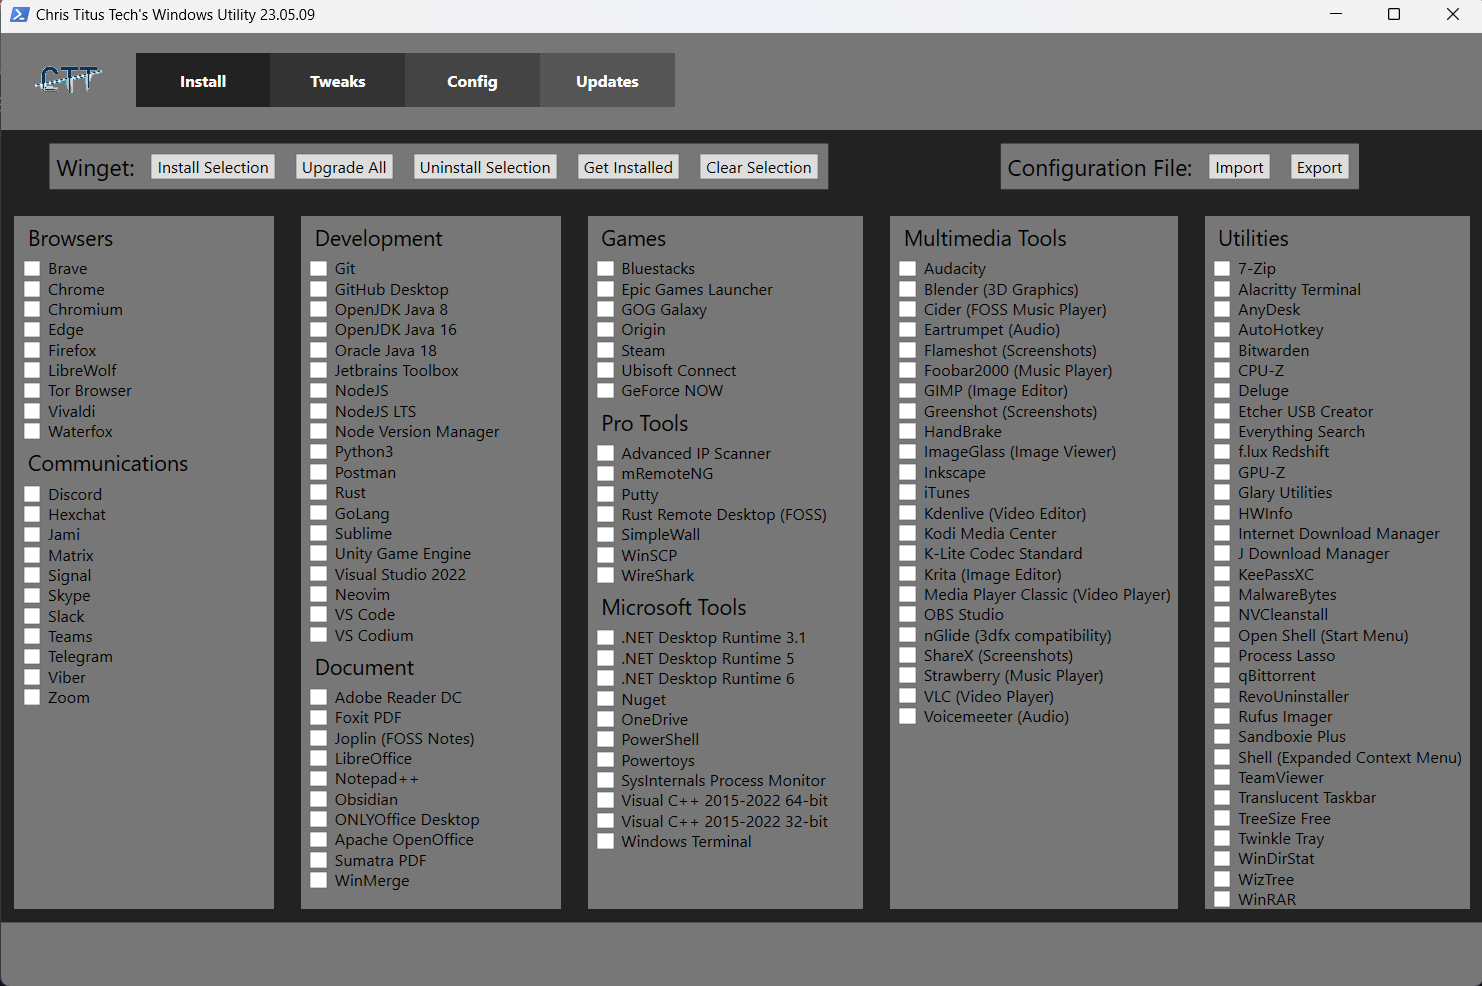 Chris Titus Tech's Windows Utility 23.05.09
CTT
Install
Tweaks
Config
Updates
Winget:
Install Selection
Upgrade All
Uninstall Selection
Get Installed
Clear Selection
Configuration File:
Import
Export
Browsers
Brave
Chrome
Chromium
Edge
Firefox
LibreWolf
Tor Browser
Vivaldi
Waterfox
Communications
Discord
Hexchat
Jami
Matrix
Signal
Skype
Slack
Teams
Telegram
Viber
Zoom
Development
Git
GitHub Desktop
OpenJDK Java 8
OpenJDK Java 16
Oracle Java 18
Jetbrains Toolbox
NodeJS
NodeJS LTS
Node Version Manager
Python3
Postman
Rust
GoLang
Sublime
Unity Game Engine
Visual Studio 2022
Neovim
VS Code
VS Codium
Document
Adobe Reader DC
Foxit PDF
Joplin (FOSS Notes)
LibreOffice
Notepad++
Obsidian
ONLYOffice Desktop
Apache OpenOffice
Sumatra PDF
WinMerge
Games
Bluestacks
Epic Games Launcher
GOG Galaxy
Origin
Steam
Ubisoft Connect
GeForce NOW
Pro Tools
Advanced IP Scanner
mRemoteNG
Putty
Rust Remote Desktop (FOSS)
SimpleWall
WinSCP
WireShark
Microsoft Tools
.NET Desktop Runtime 3.1
.NET Desktop Runtime 5
.NET Desktop Runtime 6
Nuget
OneDrive
PowerShell
Powertoys
SysInternals Process Monitor
Visual C++ 2015-2022 64-bit
Visual C++ 2015-2022 32-bit
Windows Terminal
Multimedia Tools
Audacity
Blender (3D Graphics)
Cider (FOSS Music Player)
Eartrumpet (Audio)
Flameshot (Screenshots)
Foobar2000 (Music Player)
GIMP (Image Editor)
Greenshot (Screenshots)
HandBrake
ImageGlass (Image Viewer)
Inkscape
iTunes
Kdenlive (Video Editor)
Kodi Media Center
K-Lite Codec Standard
Krita (Image Editor)
Media Player Classic (Video Player)
OBS Studio
nGlide (3dfx compatibility)
ShareX (Screenshots)
Strawberry (Music Player)
VLC (Video Player)
Voicemeeter (Audio)
Utilities
7-Zip
Alacritty Terminal
AnyDesk
AutoHotkey
Bitwarden
CPU-Z
Deluge
Etcher USB Creator
Everything Search
f.lux Redshift
GPU-Z
Glary Utilities
HWInfo
Internet Download Manager
J Download Manager
KeePassXC
MalwareBytes
NVCleanstall
Open Shell (Start Menu)
Process Lasso
qBittorrent
RevoUninstaller
Rufus Imager
Sandboxie Plus
Shell (Expanded Context Menu)
TeamViewer
Translucent Taskbar
TreeSize Free
Twinkle Tray
WinDirStat
WizTree
WinRAR